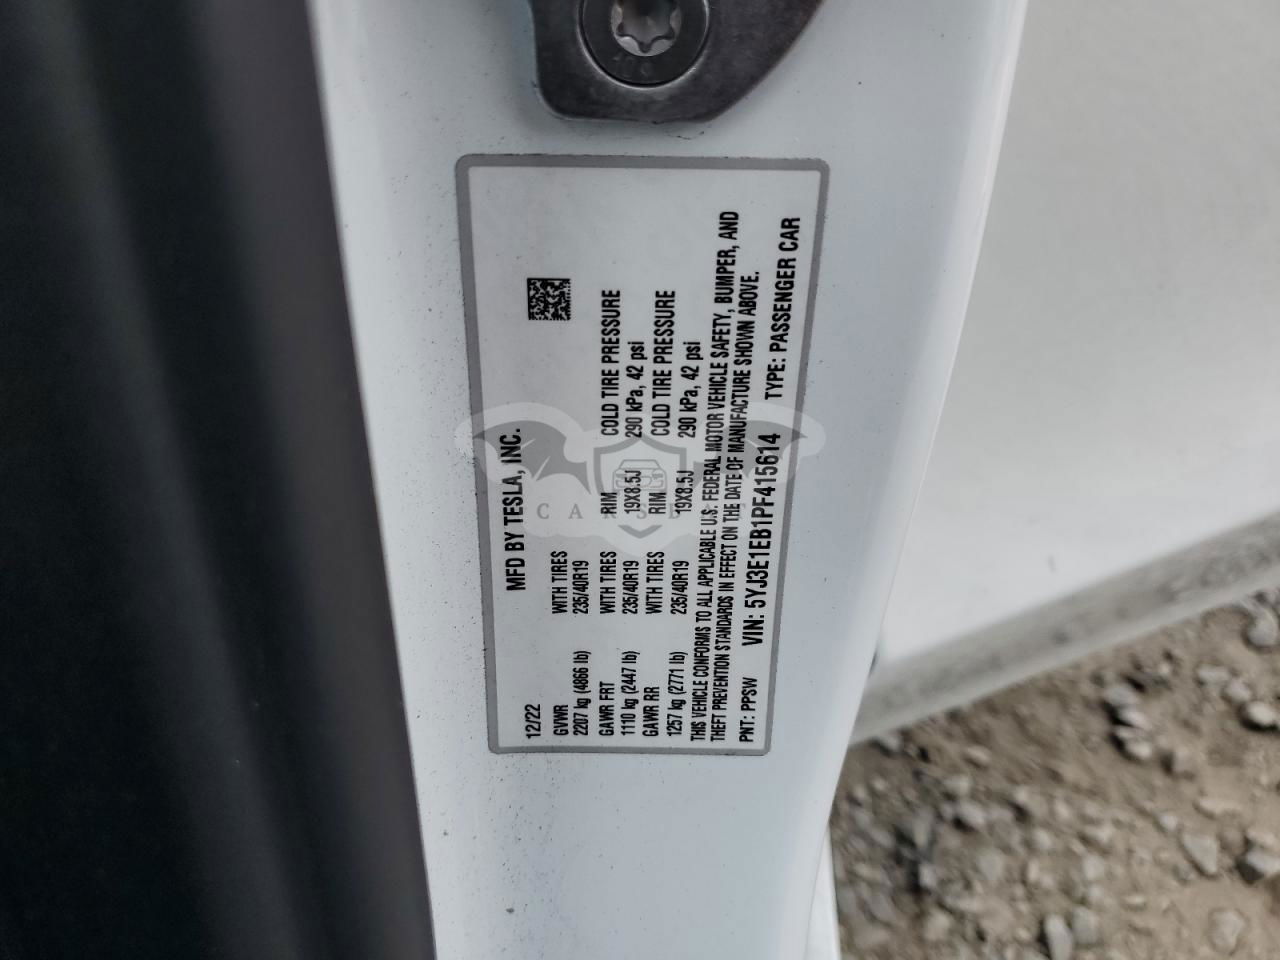 MFD BY TESLA, INC.
12/22
GVWR WITH TIRES RIM COLD TIRE PRESSURE
2207 kg (4866 lb) 235/40R19 19X8.5J 290 kPa, 42 psi
GAWR FRT WITH TIRES RIM COLD TIRE PRESSURE
1110 kg (2447 lb) 235/40R19 19X8.5J 290 kPa, 42 psi
GAWR RR WITH TIRES
1257 kg (2771 lb) 235/40R19
THIS VEHICLE CONFORMS TO ALL APPLICABLE U.S. FEDERAL MOTOR VEHICLE SAFETY, BUMPER, AND
THEFT PREVENTION STANDARDS IN EFFECT ON THE DATE OF MANUFACTURE SHOWN ABOVE.
PNT: PPSW VIN: 5YJ3E1EB1PF415614 TYPE: PASSENGER CAR